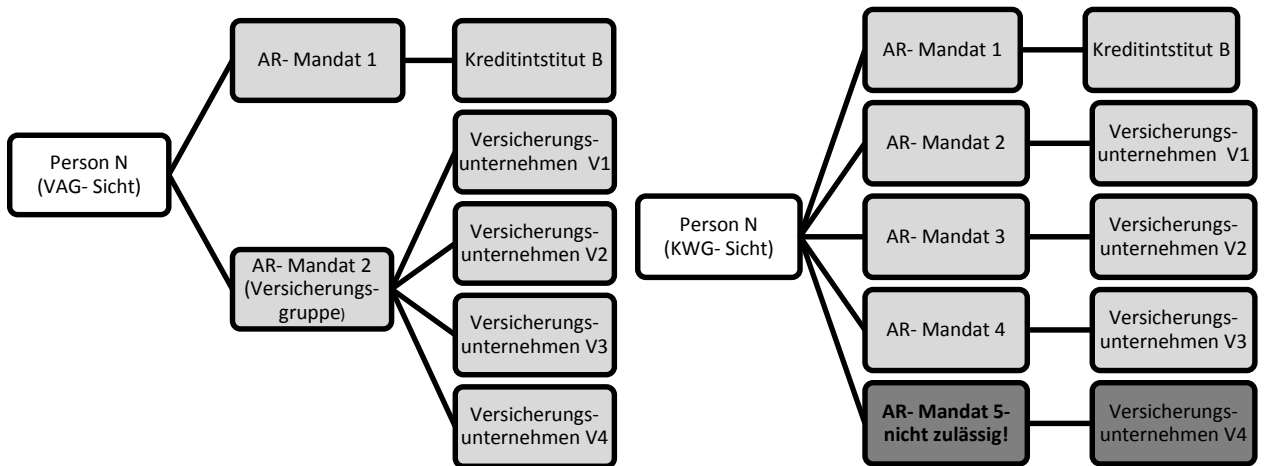 Person N
(VAG- Sicht)
AR- Mandat 1
Kreditintstitut B
AR- Mandat 2
(Versicherungs-
gruppe)
Versicherungs-
unternehmen V1
Versicherungs-
unternehmen V2
Versicherungs-
unternehmen V3
Versicherungs-
unternehmen V4
Person N
(KWG- Sicht)
AR- Mandat 1
Kreditintstitut B
AR- Mandat 2
Versicherungs-
unternehmen V1
AR- Mandat 3
Versicherungs-
unternehmen V2
AR- Mandat 4
Versicherungs-
unternehmen V3
AR- Mandat 5-
nicht zulässig!
Versicherungs-
unternehmen V4